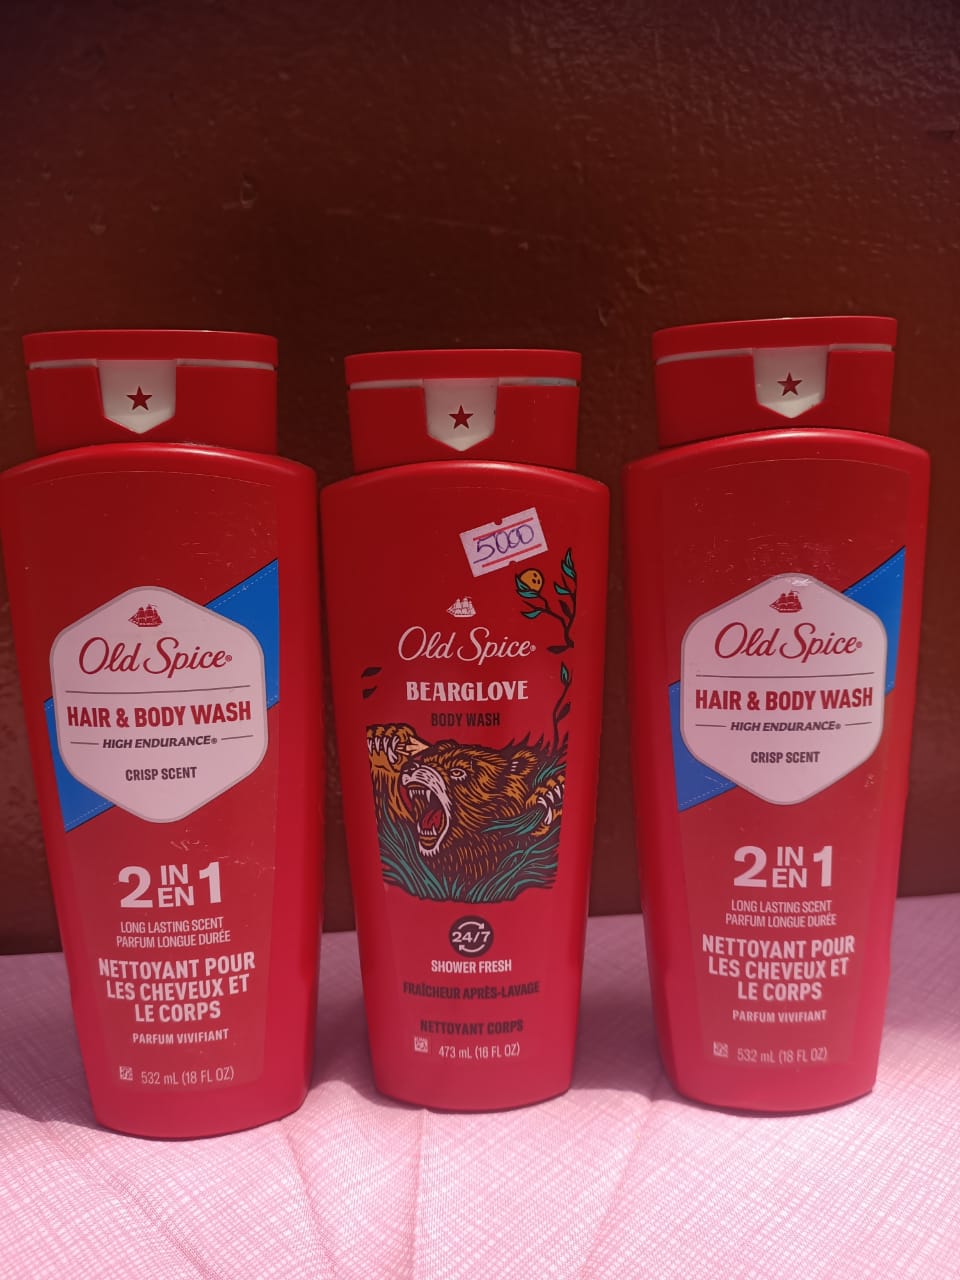 Old Spice®
HAIR & BODY WASH
HIGH ENDURANCE®
CRISP SCENT
2 IN EN 1
LONG LASTING SCENT
PARFUM LONGUE DURÉE
NETTOYANT POUR
LES CHEVEUX ET
LE CORPS
PARFUM VIVIFIANT
532 mL (18 FL OZ)
5000
Old Spice®
BEARGLOVE
BODY WASH
24/7
SHOWER FRESH
FRAÎCHEUR APRÈS-LAVAGE
NETTOYANT CORPS
473 mL (16 FL OZ)
Old Spice®
HAIR & BODY WASH
HIGH ENDURANCE®
CRISP SCENT
2 IN EN 1
LONG LASTING SCENT
PARFUM LONGUE DURÉE
NETTOYANT POUR
LES CHEVEUX ET
LE CORPS
PARFUM VIVIFIANT
532 mL (18 FL OZ)